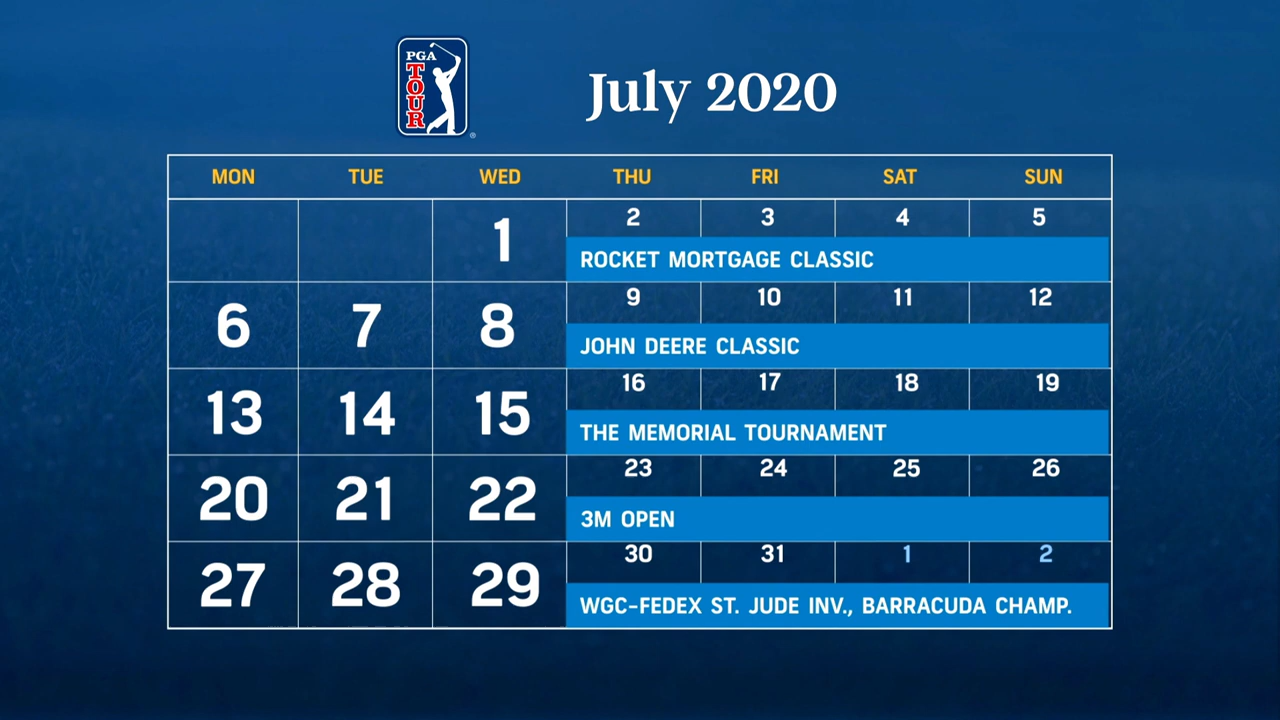 PGA
TOUR
®
July 2020
MON TUE WED THU FRI SAT SUN
1 2 3 4 5
ROCKET MORTGAGE CLASSIC
6 7 8 9 10 11 12
JOHN DEERE CLASSIC
13 14 15 16 17 18 19
THE MEMORIAL TOURNAMENT
20 21 22 23 24 25 26
3M OPEN
27 28 29 30 31 1 2
WGC-FEDEX ST. JUDE INV., BARRACUDA CHAMP.